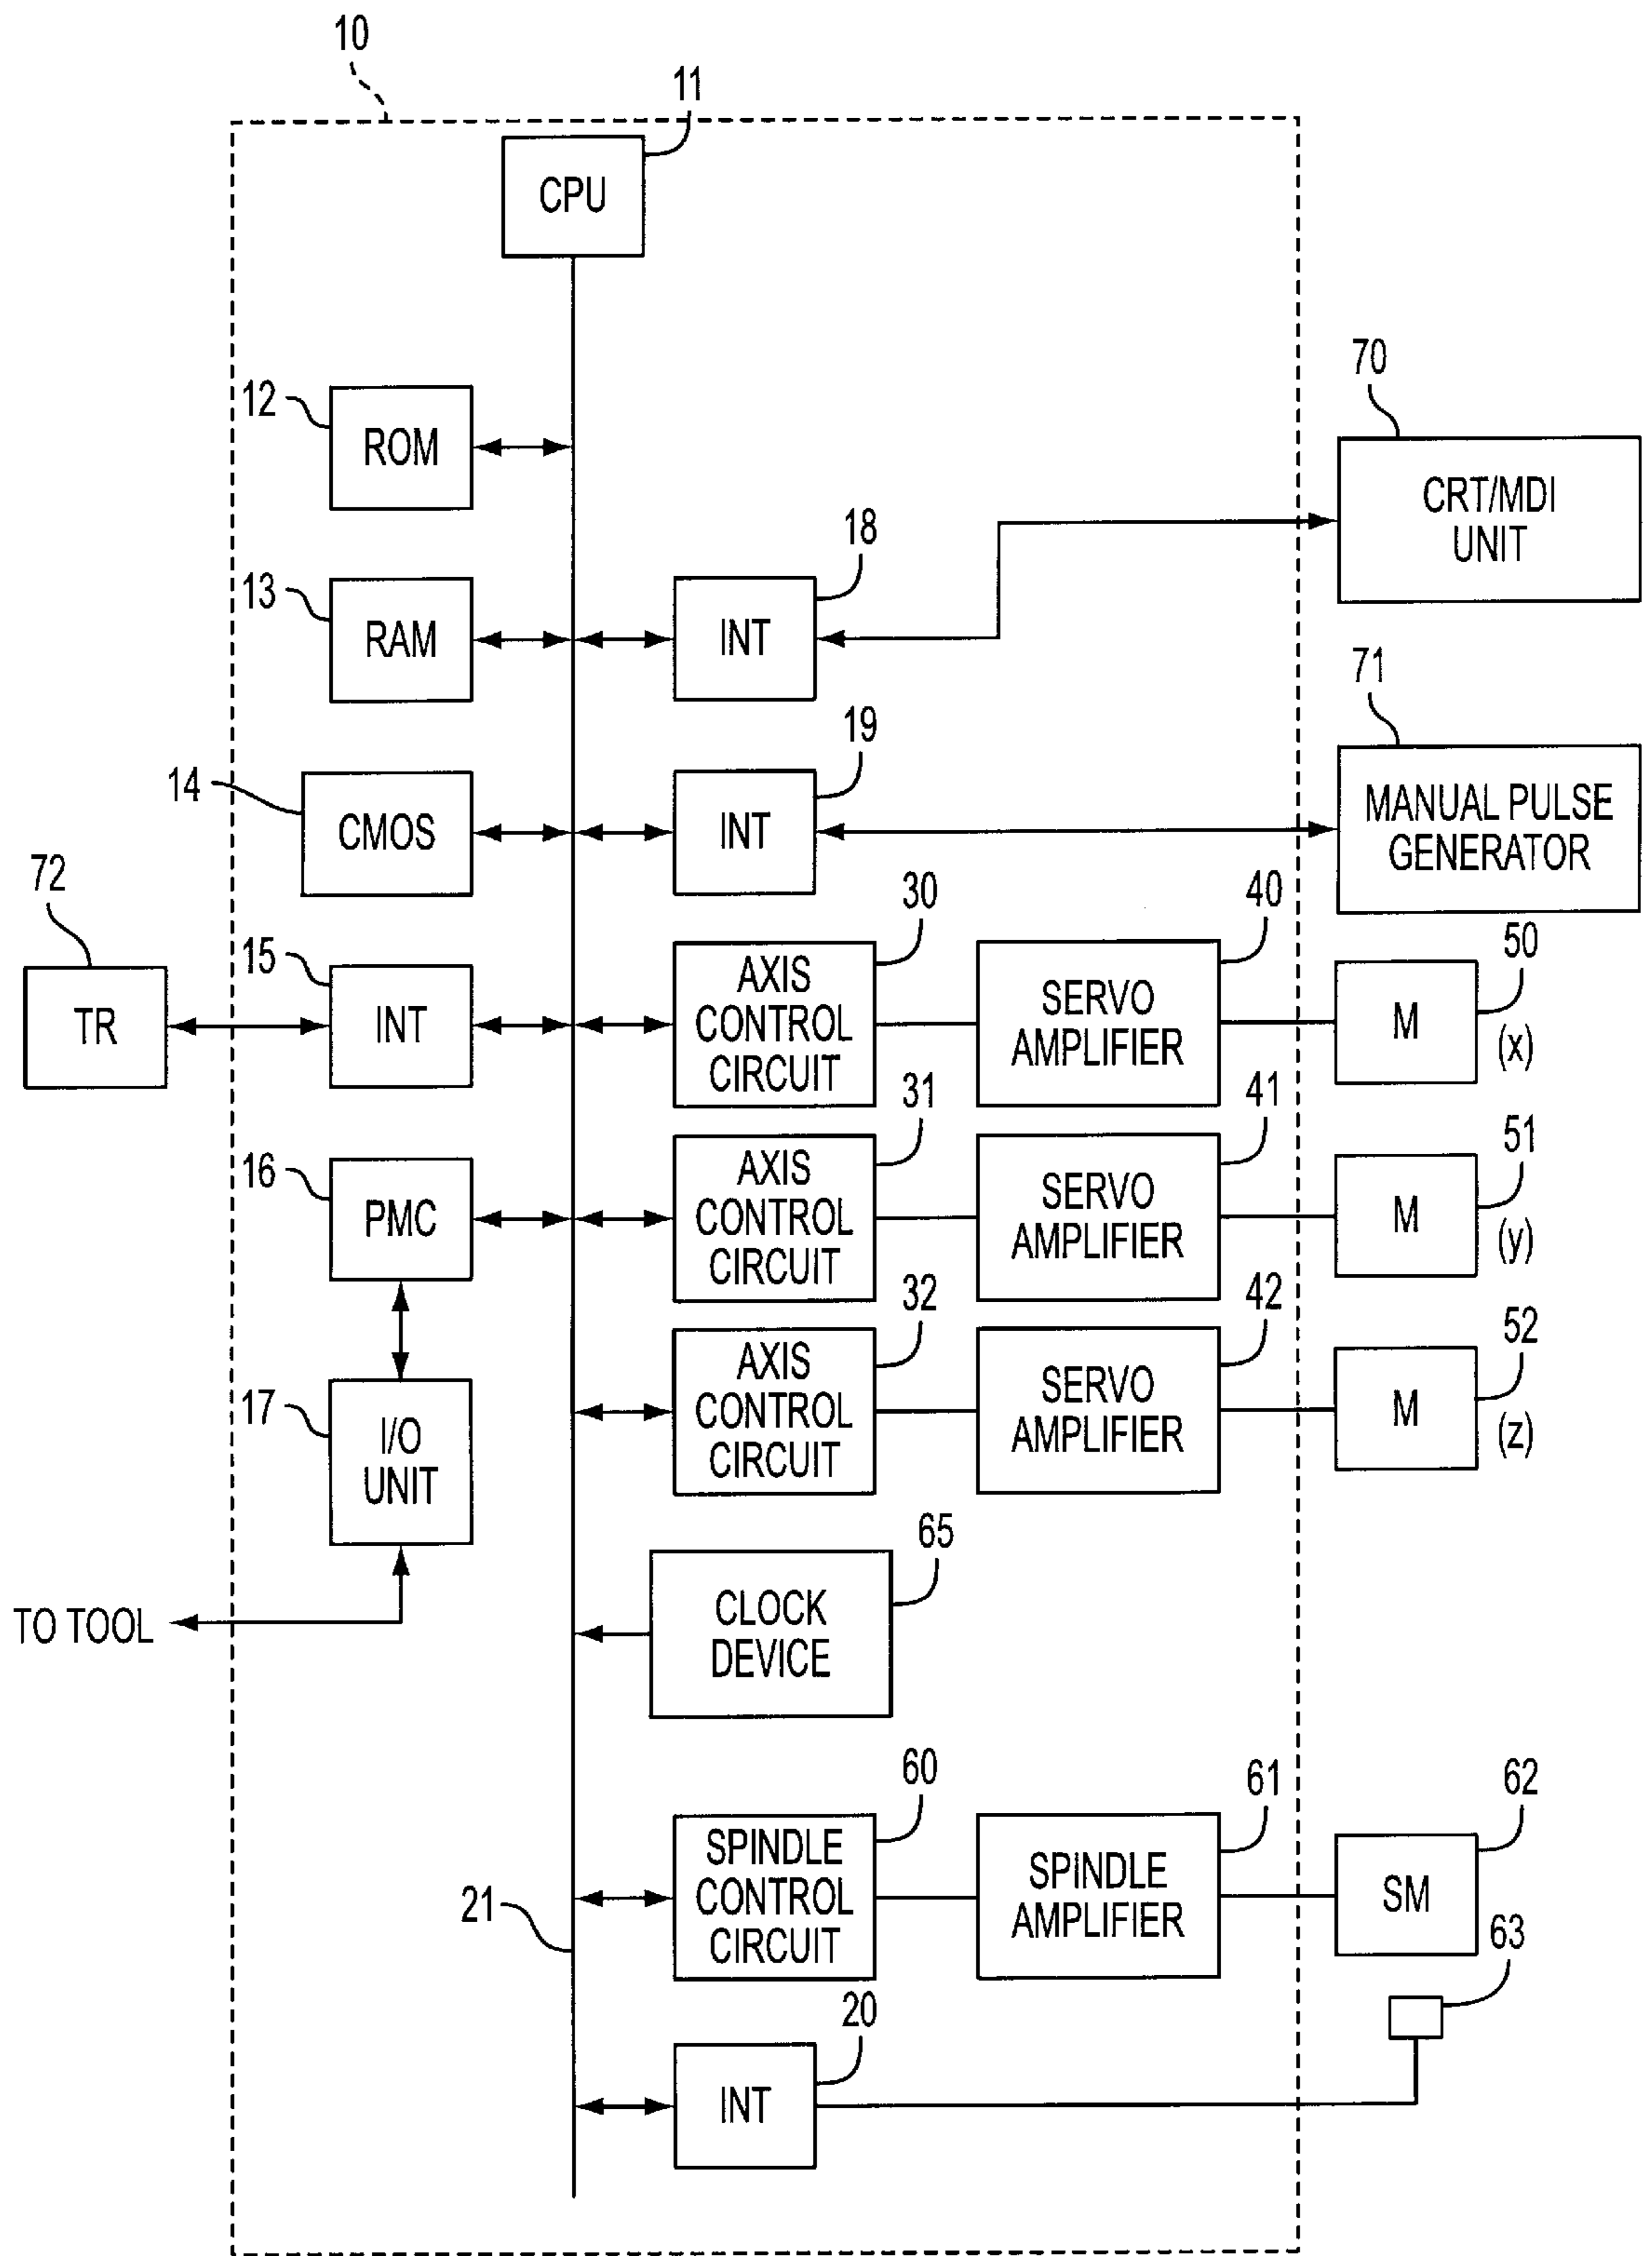 10
11
CPU
12
ROM
70
CRT/MDI
UNIT
18
INT
13
RAM
71
MANUAL PULSE
GENERATOR
19
INT
14
CMOS
72
TR
15
INT
30
AXIS
CONTROL
CIRCUIT
40
SERVO
AMPLIFIER
50
M
(x)
16
PMC
31
AXIS
CONTROL
CIRCUIT
41
SERVO
AMPLIFIER
51
M
(y)
17
I/O
UNIT
32
AXIS
CONTROL
CIRCUIT
42
SERVO
AMPLIFIER
52
M
(z)
TO TOOL
65
CLOCK
DEVICE
60
SPINDLE
CONTROL
CIRCUIT
61
SPINDLE
AMPLIFIER
62
SM
21
63
20
INT